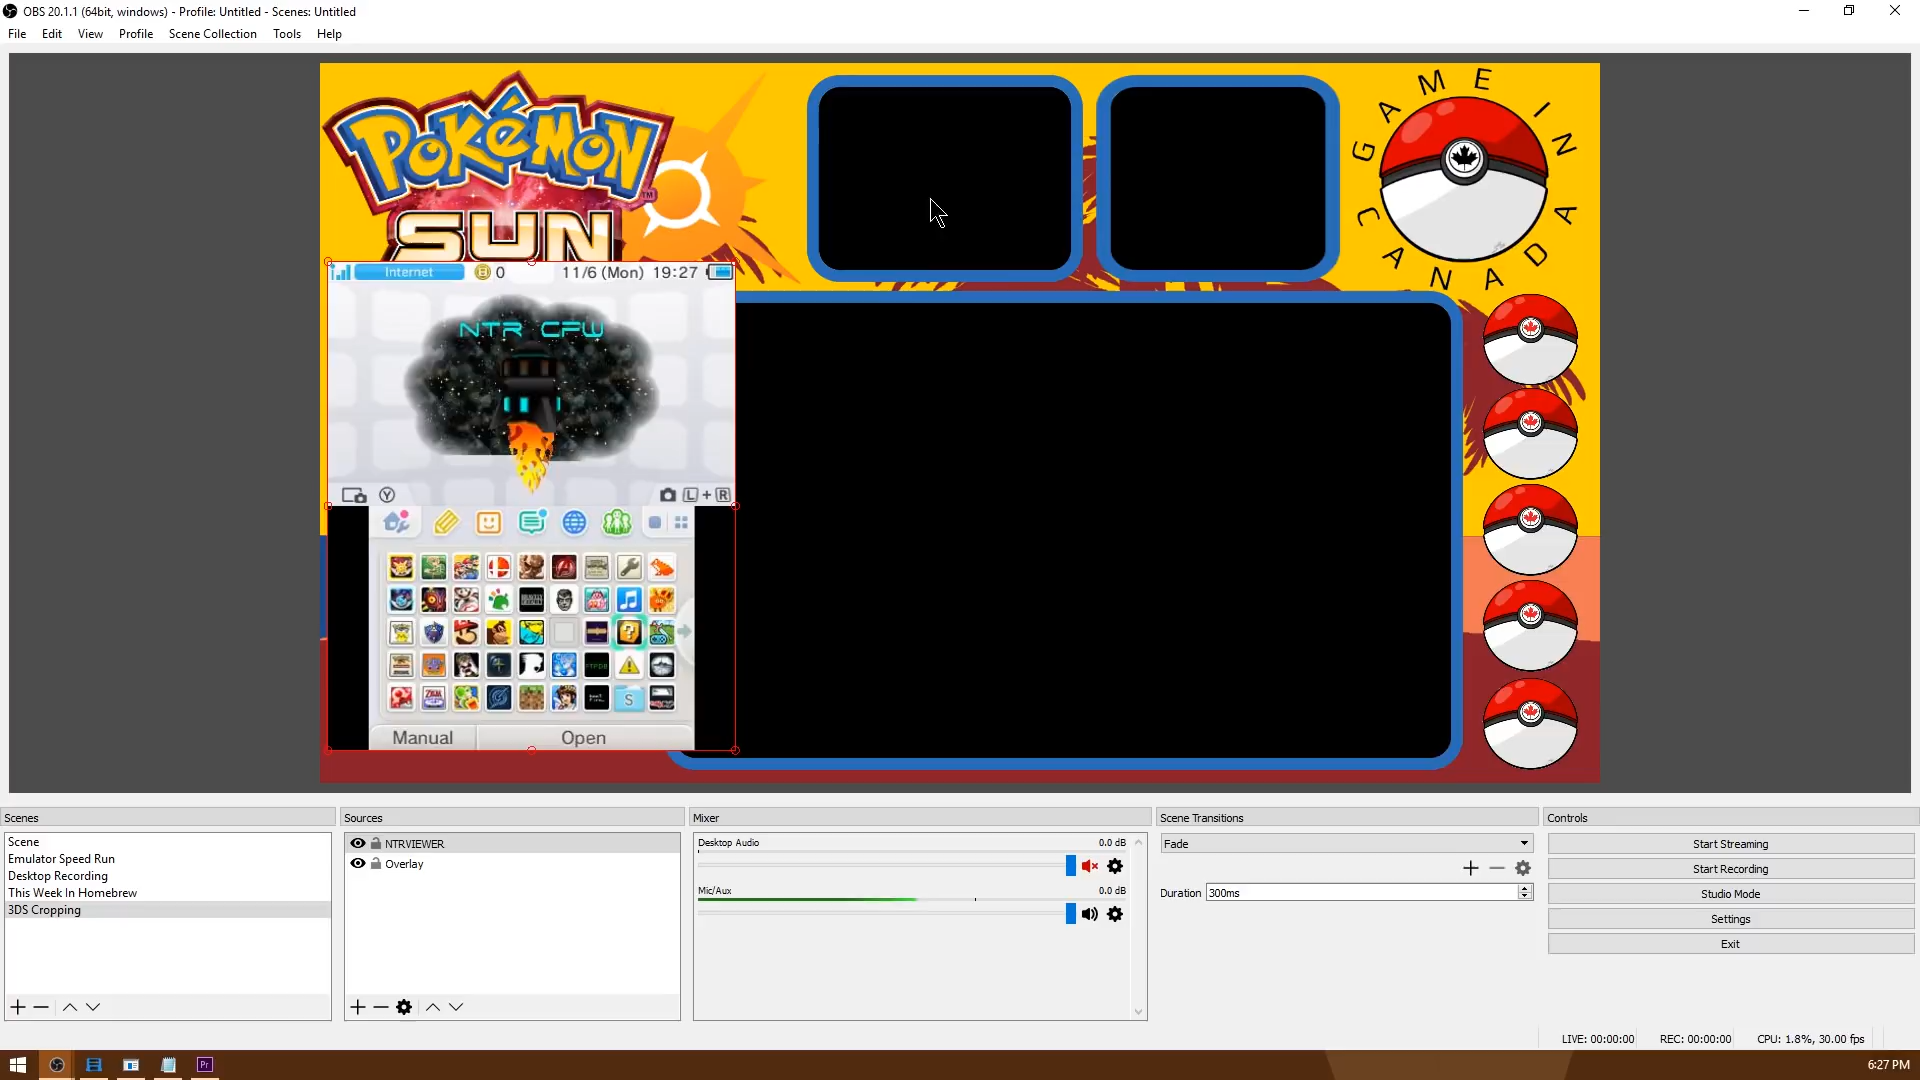 OBS 20.1.1 (64bit, windows) - Profile: Untitled - Scenes: Untitled
File Edit View Profile Scene Collection Tools Help
POKéMON
TM
SUN
GAME IN CANADA
Internet 0 11/6 (Mon) 19:27
NTR CFW
Y L + R
S
Manual Open
Scenes
Scene
Emulator Speed Run
Desktop Recording
This Week In Homebrew
3DS Cropping
Sources
NTRVIEWER
Overlay
Mixer
Desktop Audio 0.0 dB
Mic/Aux 0.0 dB
Scene Transitions
Fade
Duration 300ms
Controls
Start Streaming
Start Recording
Studio Mode
Settings
Exit
LIVE: 00:00:00 REC: 00:00:00 CPU: 1.8%, 30.00 fps
Pr
6:27 PM